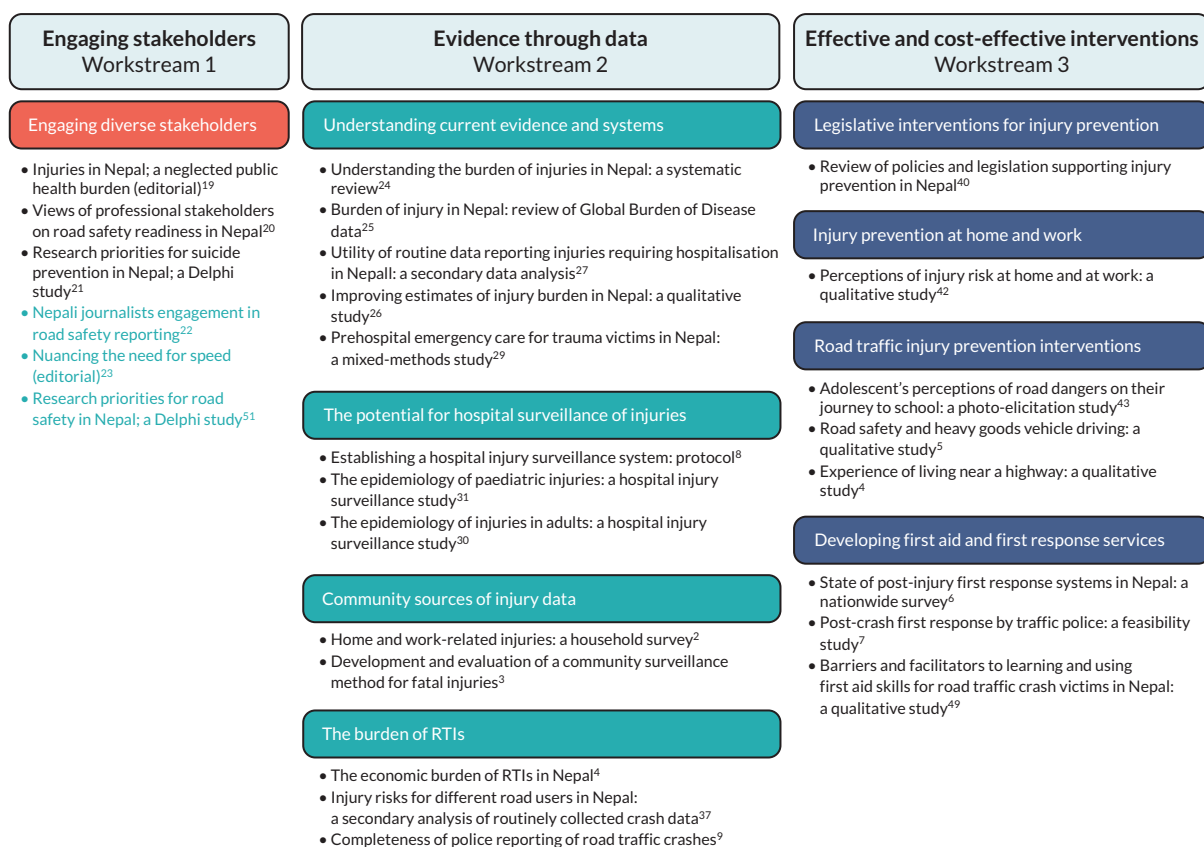 Engaging stakeholders
Workstream 1
Engaging diverse stakeholders
• Injuries in Nepal; a neglected public
health burden (editorial)19
• Views of professional stakeholders
on road safety readiness in Nepal20
• Research priorities for suicide
prevention in Nepal; a Delphi
study21
• Nepali journalists engagement in
road safety reporting22
• Nuancing the need for speed
(editorial)23
• Research priorities for road
safety in Nepal; a Delphi study51
Evidence through data
Workstream 2
Understanding current evidence and systems
• Understanding the burden of injuries in Nepal: a systematic
review24
• Burden of injury in Nepal: review of Global Burden of Disease
data25
• Utility of routine data reporting injuries requiring hospitalisation
in Nepall: a secondary data analysis27
• Improving estimates of injury burden in Nepal: a qualitative
study26
• Prehospital emergency care for trauma victims in Nepal:
a mixed-methods study29
The potential for hospital surveillance of injuries
• Establishing a hospital injury surveillance system: protocol8
• The epidemiology of paediatric injuries: a hospital injury
surveillance study31
• The epidemiology of injuries in adults: a hospital injury
surveillance study30
Community sources of injury data
• Home and work-related injuries: a household survey2
• Development and evaluation of a community surveillance
method for fatal injuries3
The burden of RTIs
• The economic burden of RTIs in Nepal4
• Injury risks for different road users in Nepal:
a secondary analysis of routinely collected crash data37
• Completeness of police reporting of road traffic crashes9
Effective and cost-effective interventions
Workstream 3
Legislative interventions for injury prevention
• Review of policies and legislation supporting injury
prevention in Nepal40
Injury prevention at home and work
• Perceptions of injury risk at home and at work: a
qualitative study42
Road traffic injury prevention interventions
• Adolescent's perceptions of road dangers on their
journey to school: a photo-elicitation study43
• Road safety and heavy goods vehicle driving: a
qualitative study5
• Experience of living near a highway: a qualitative
study4
Developing first aid and first response services
• State of post-injury first response systems in Nepal: a
nationwide survey6
• Post-crash first response by traffic police: a feasibility
study7
• Barriers and facilitators to learning and using
first aid skills for road traffic crash victims in Nepal:
a qualitative study49